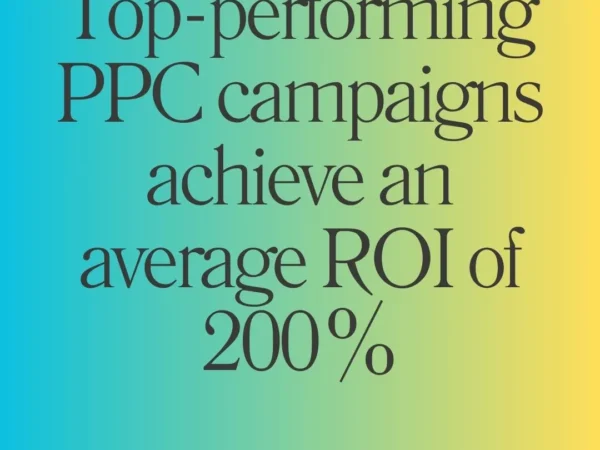 Top-performing
PPC campaigns
achieve an
average ROI of
200%